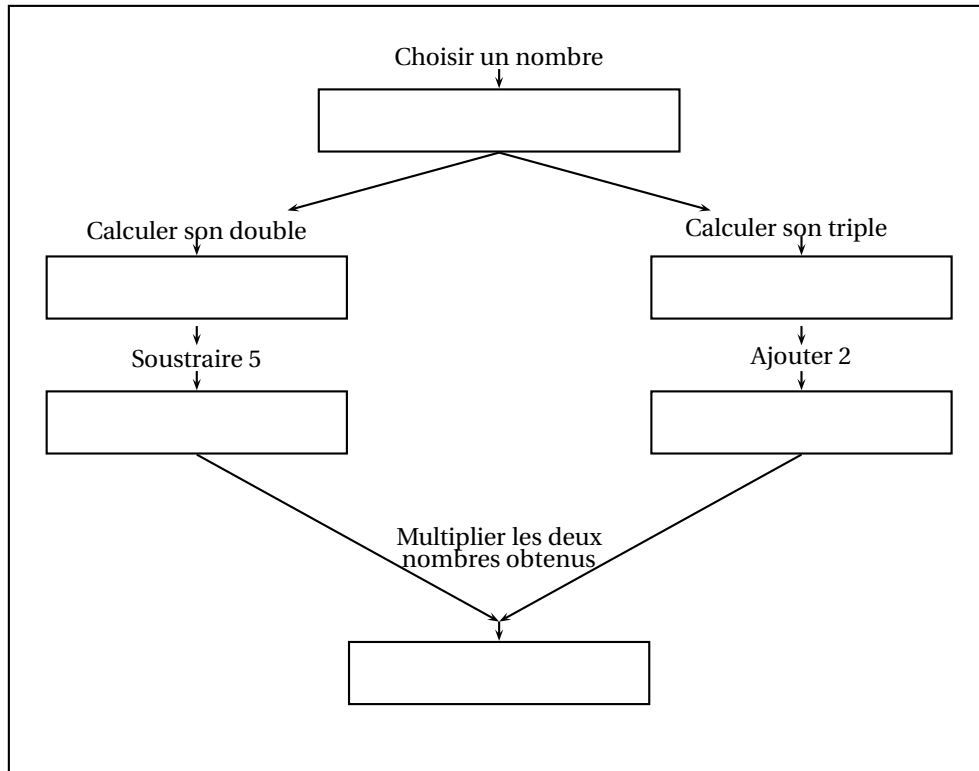 Choisir un nombre
Calculer son double
Calculer son triple
Soustraire 5
Ajouter 2
Multiplier les deux
nombres obtenus